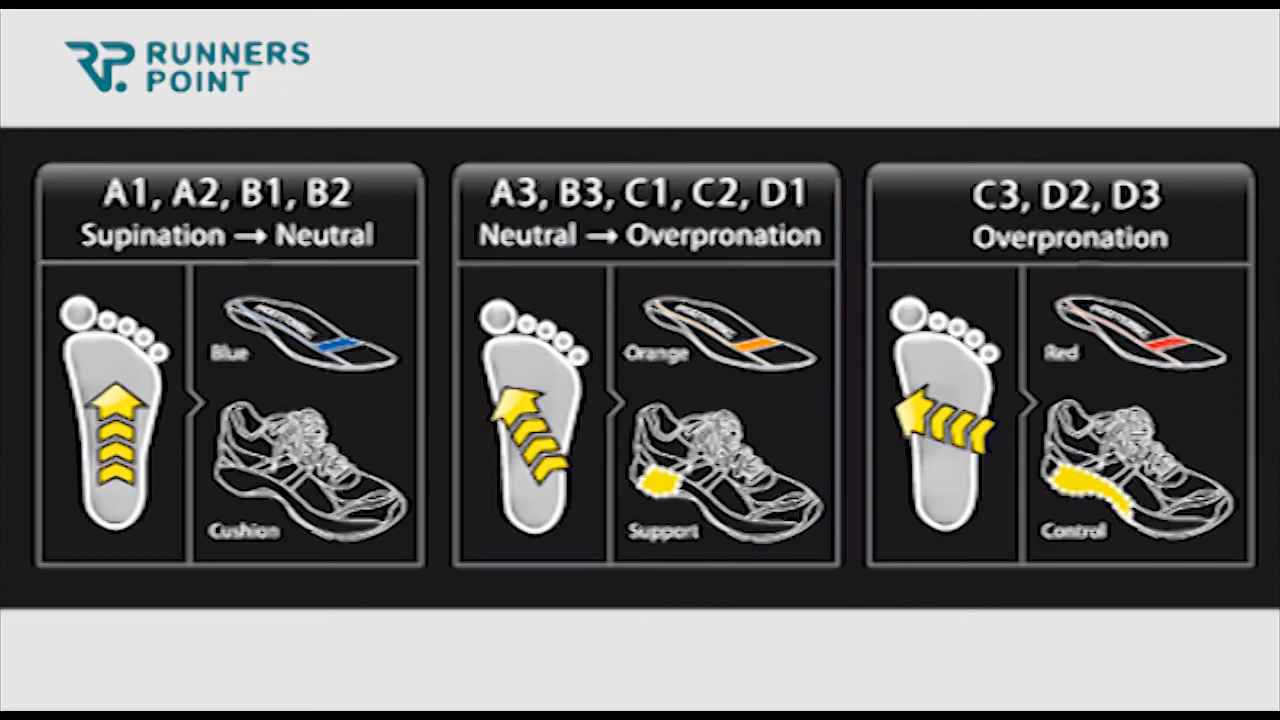 RUNNERS
POINT
A1, A2, B1, B2
Supination → Neutral
Blue
Cushion
A3, B3, C1, C2, D1
Neutral → Overpronation
Orange
Support
C3, D2, D3
Overpronation
Red
Control